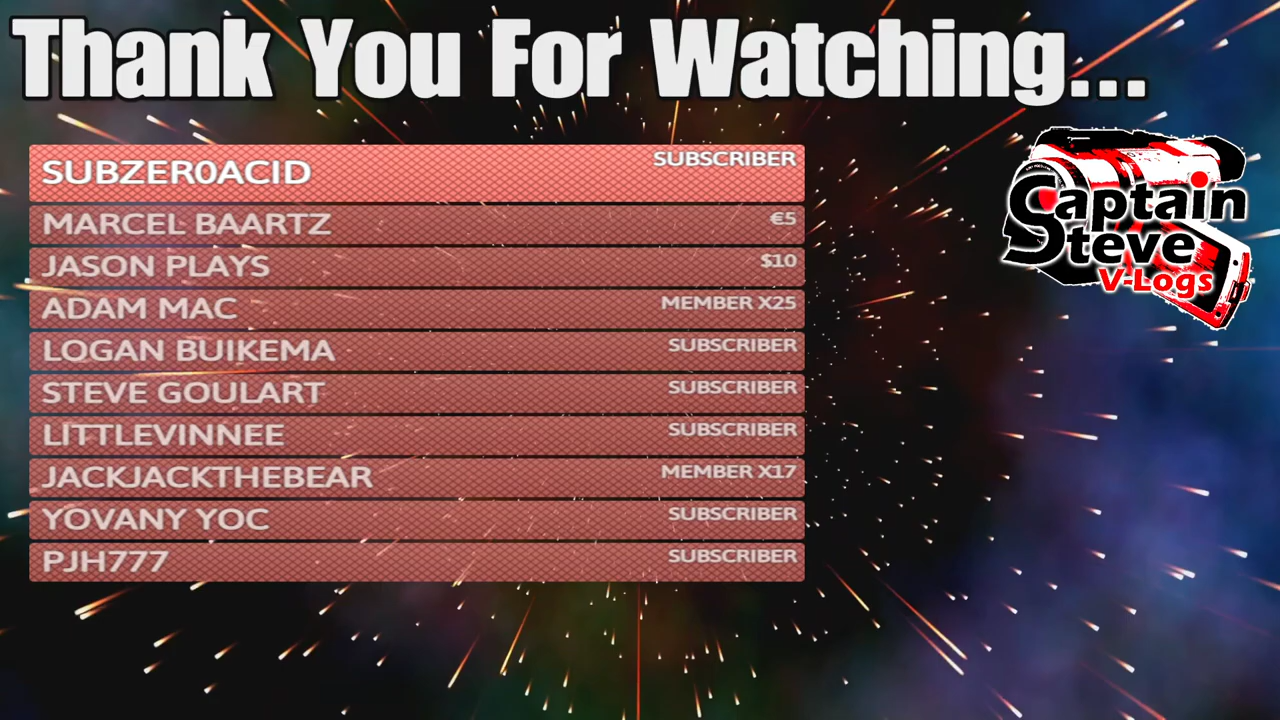 Thank You For Watching...
SUBZER0ACID SUBSCRIBER
MARCEL BAARTZ €5
JASON PLAYS $10
ADAM MAC MEMBER X25
LOGAN BUIKEMA SUBSCRIBER
STEVE GOULART SUBSCRIBER
LITTLEVINNEE SUBSCRIBER
JACKJACKTHEBEAR MEMBER X17
YOVANY YOC SUBSCRIBER
PJH777 SUBSCRIBER
Captain
Steve
V-Logs